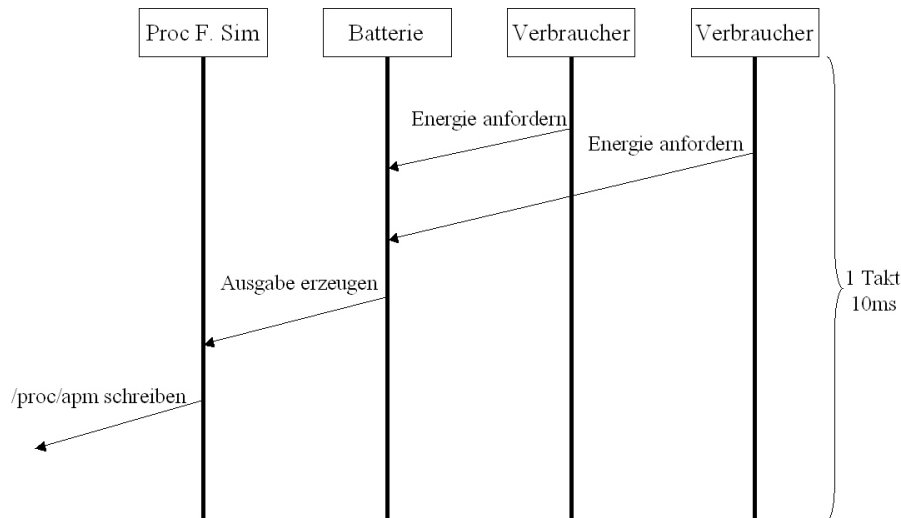 Proc F. Sim
Batterie
Verbraucher
Verbraucher
Energie anfordern
Energie anfordern
Ausgabe erzeugen
1 Takt
10ms
/proc/apm schreiben